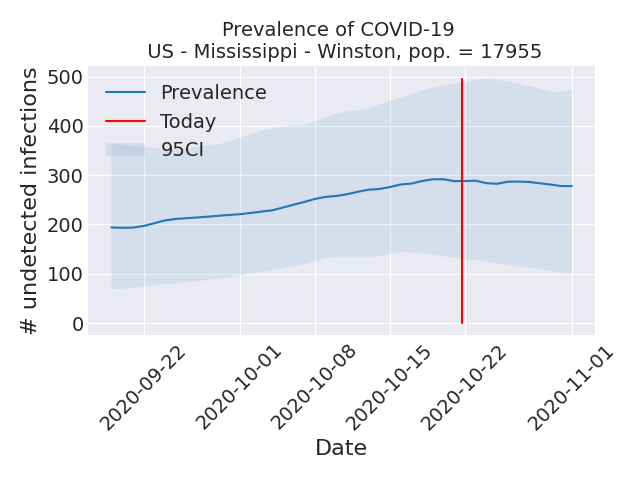 Prevalence of COVID-19
US - Mississippi - Winston, pop. = 17955
# undetected infections
500
400
300
200
100
0
Prevalence
Today
95CI
2020-09-22
2020-10-01
2020-10-08
2020-10-15
2020-10-22
2020-11-01
Date